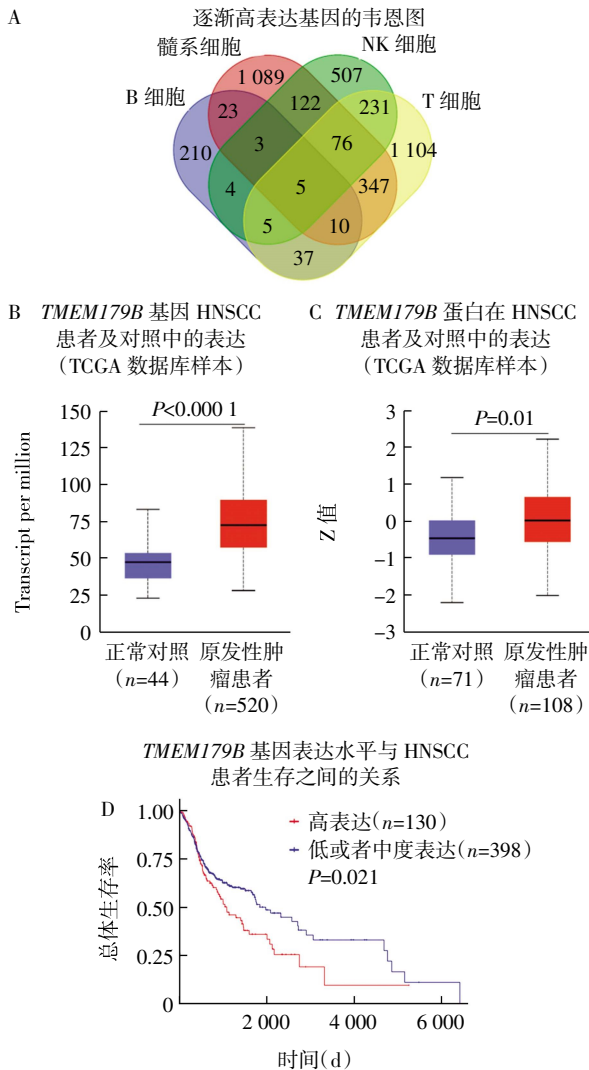 A
逐渐高表达基因的韦恩图
髓系细胞
NK 细胞
B 细胞
T 细胞
1 089
507
23
122
231
210
3
76
1 104
4
5
347
5
10
37
B TMEM179B 基因 HNSCC
患者及对照中的表达
(TCGA 数据库样本)
P<0.000 1
Transcript per million
150
125
100
75
50
25
0
正常对照
(n=44)
原发性肿
瘤患者
(n=520)
C TMEM179B 蛋白在 HNSCC
患者及对照中的表达
(TCGA 数据库样本)
P=0.01
Z 值
3
2
1
0
−1
−2
−3
正常对照
(n=71)
原发性肿
瘤患者
(n=108)
TMEM179B 基因表达水平与 HNSCC
患者生存之间的关系
D
高表达(n=130)
低或者中度表达(n=398)
P=0.021
总体生存率
1.00
0.75
0.50
0.25
0
2 000
4 000
6 000
时间(d)